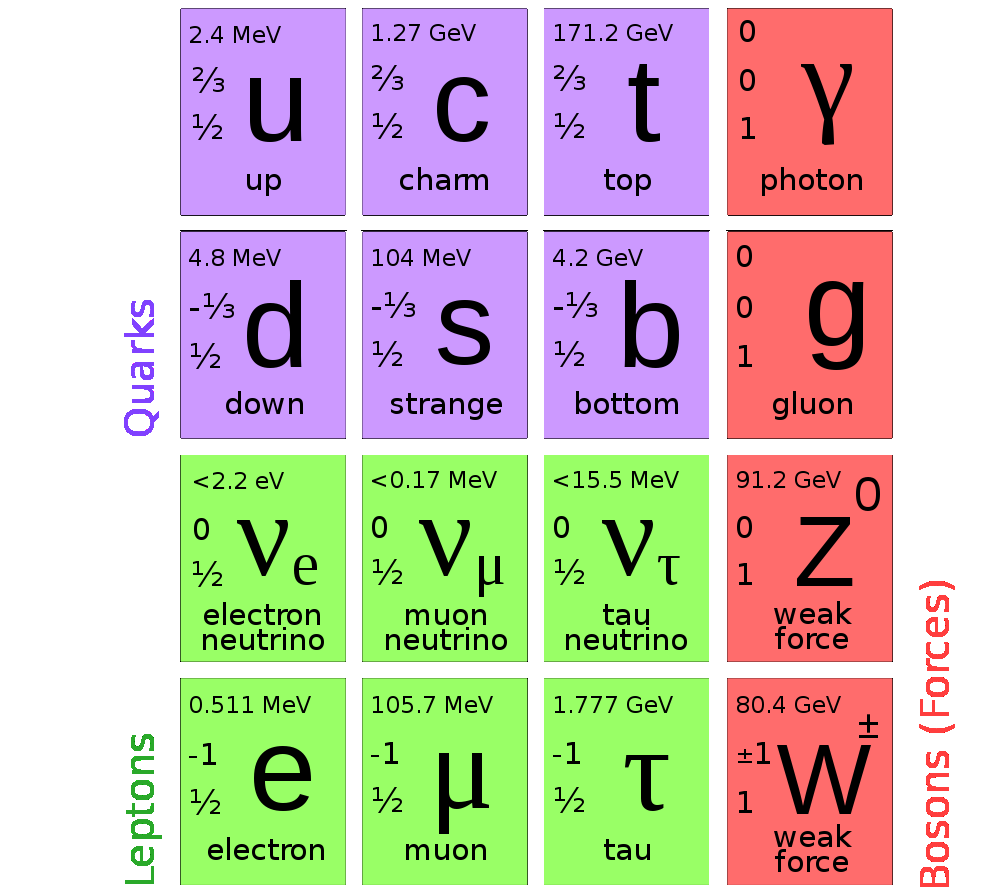 2.4 MeV
⅔
½
u
up
1.27 GeV
⅔
½
c
charm
171.2 GeV
⅔
½
t
top
0
0
1
γ
photon
Quarks
4.8 MeV
-⅓
½
d
down
104 MeV
-⅓
½
s
strange
4.2 GeV
-⅓
½
b
bottom
0
0
1
g
gluon
<2.2 eV
0
½
νe
electron
neutrino
<0.17 MeV
0
½
νμ
muon
neutrino
<15.5 MeV
0
½
ντ
tau
neutrino
91.2 GeV
0
1
Z0
weak
force
Leptons
0.511 MeV
-1
½
e
electron
105.7 MeV
-1
½
μ
muon
1.777 GeV
-1
½
τ
tau
80.4 GeV
±1
1
W±
weak
force
Bosons (Forces)